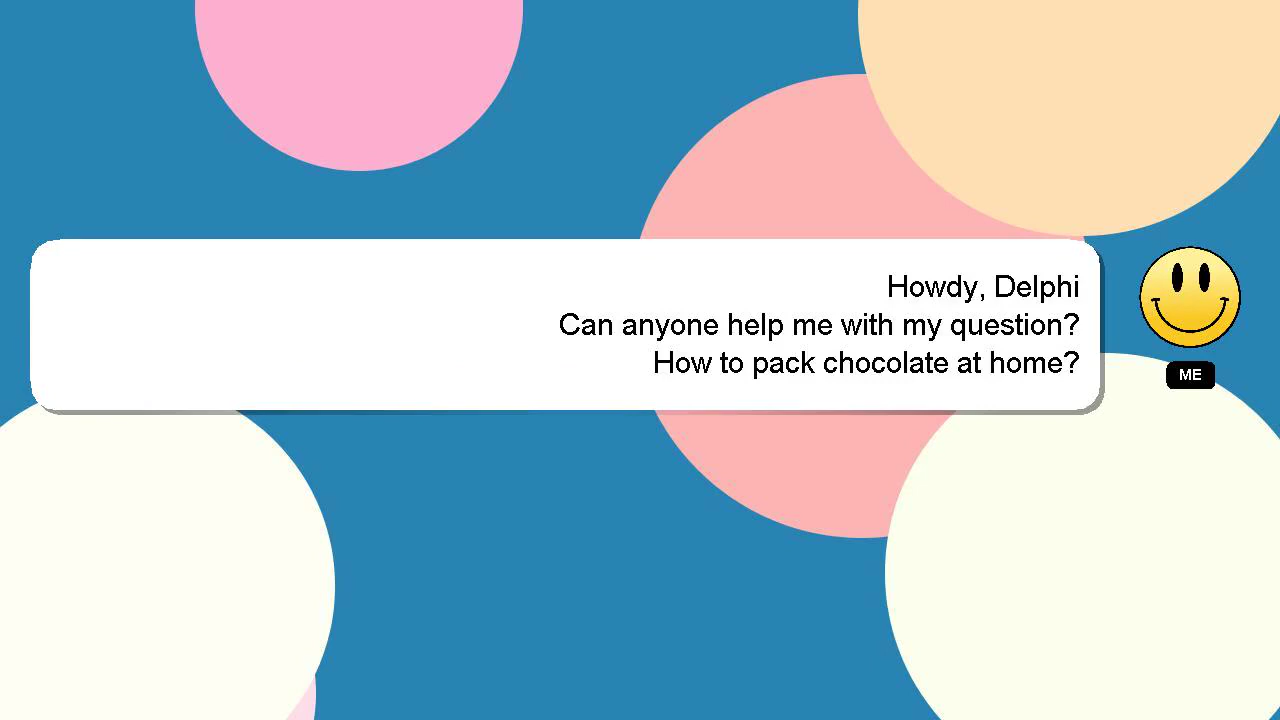 Howdy, Delphi
Can anyone help me with my question?
How to pack chocolate at home?
ME